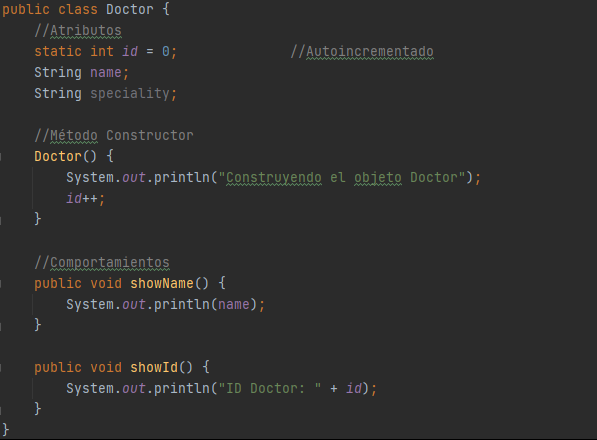 public class Doctor {
//Atributos
static int id = 0; //Autoincrementado
String name;
String speciality;
//Método Constructor
Doctor() {
System.out.println("Construyendo el objeto Doctor");
id++;
}
//Comportamientos
public void showName() {
System.out.println(name);
}
public void showId() {
System.out.println("ID Doctor: " + id);
}
}